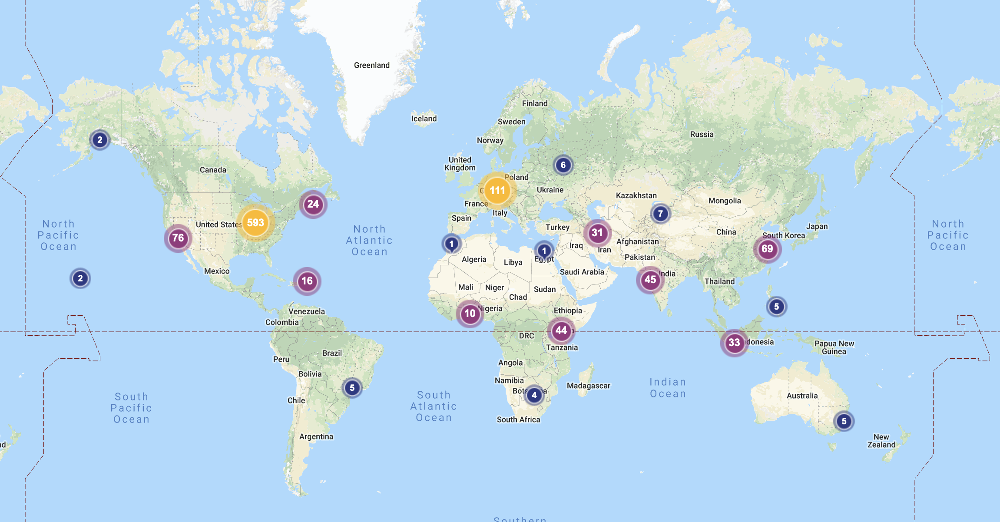 Greenland
Finland
Iceland
Sweden
Russia
Norway
2
United
Kingdom
6
Canada
Poland
111
Ukraine
Kazakhstan
Mongolia
France
24
Italy
7
Spain
593
United States
North
Pacific
Ocean
North
Atlantic
Ocean
Turkey
Japan
North
Pacific
Ocean
31
China
South Korea
76
Afghanistan
1
Iraq
Iran
69
1
Egypt
Algeria
Libya
Pakistan
Mexico
Saudi Arabia
India
2
16
45
Thailand
Mali
Niger
Sudan
Chad
5
Venezuela
10
Nigeria
Ethiopia
Colombia
44
DRC
33
donesia
Papua New
Guinea
Tanzania
Brazil
Peru
Angola
Bolivia
Namibia
Madagascar
Indian
Ocean
5
4
Australia
South
Pacific
Ocean
Chile
South
Atlantic
Ocean
South Africa
5
Argentina
New
Zealand
nd
Southern